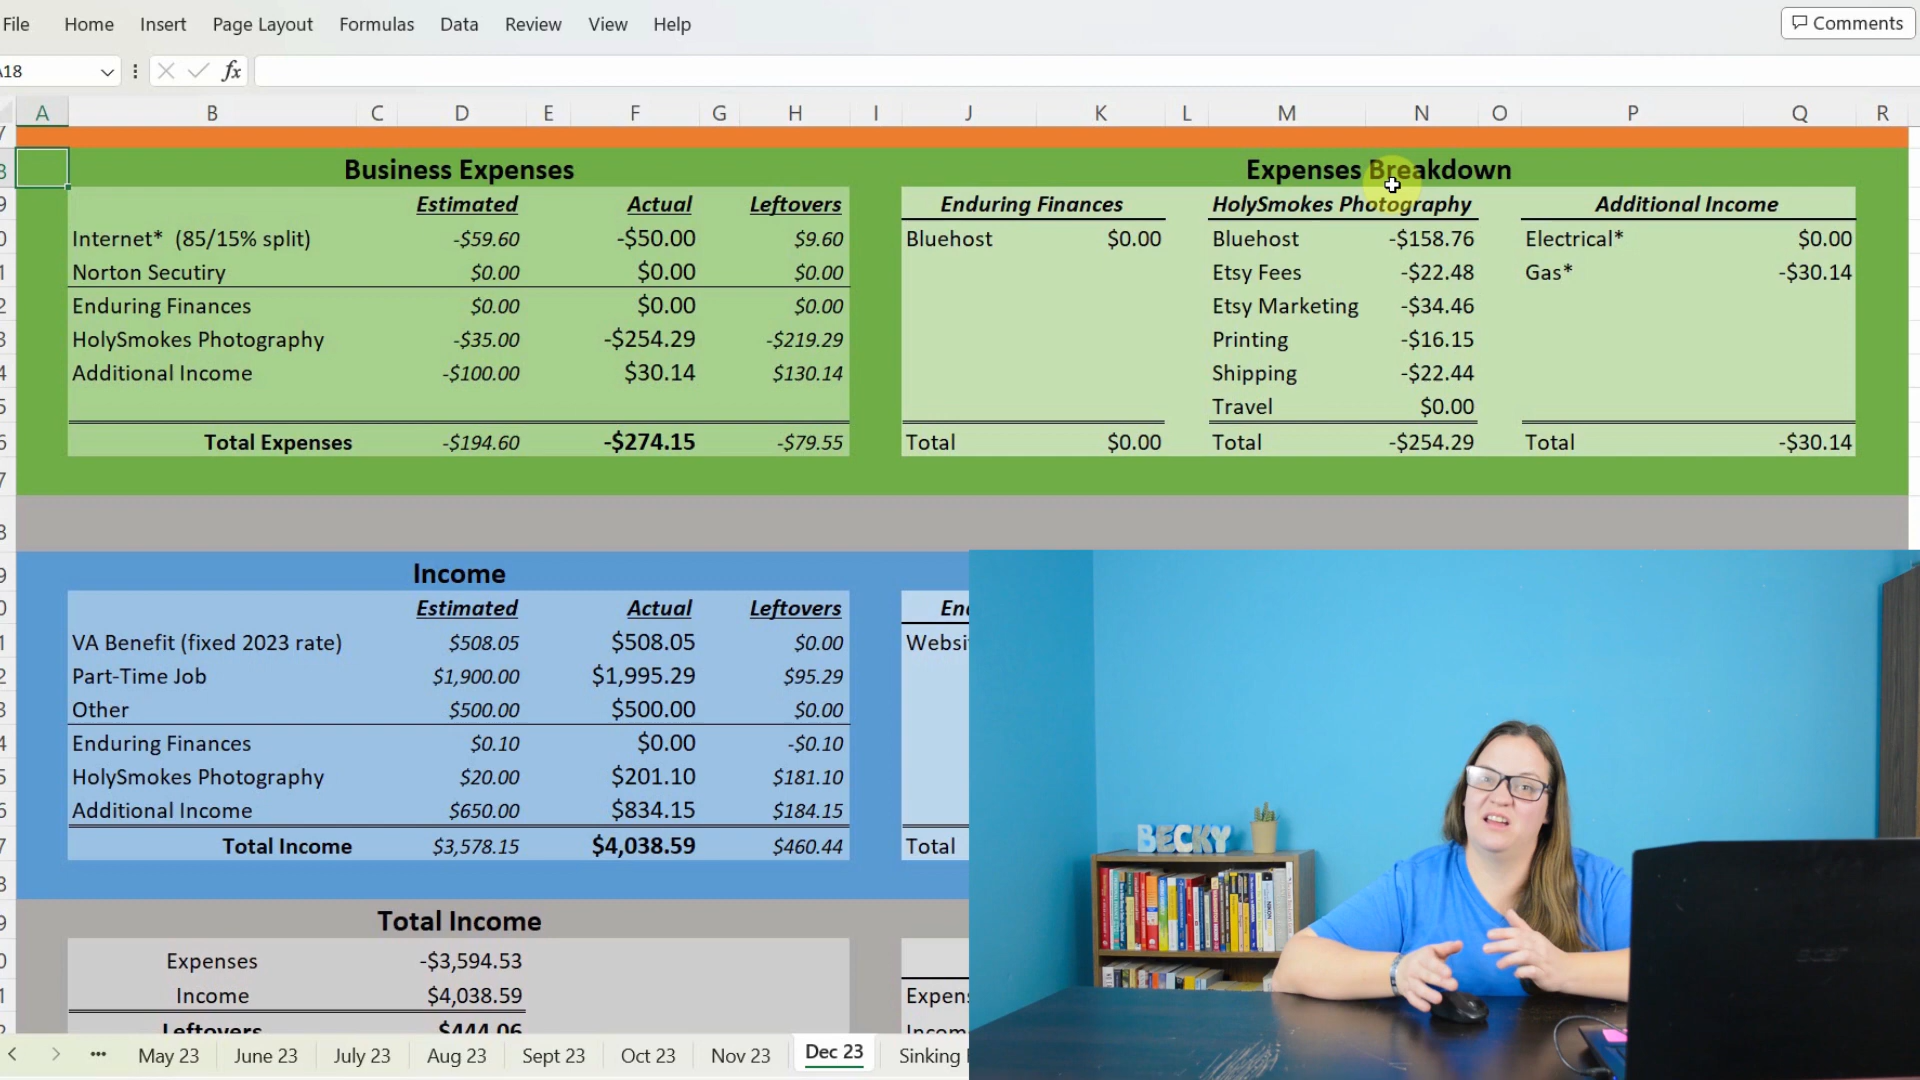 File Home Insert Page Layout Formulas Data Review View Help Comments
A18 fx
A B C D E F G H I J K L M N O P Q R
Business Expenses Expenses Breakdown
Estimated Actual Leftovers Enduring Finances HolySmokes Photography Additional Income
Internet* (85/15% split) -$59.60 -$50.00 $9.60 Bluehost $0.00 Bluehost -$158.76 Electrical* $0.00
Norton Secutiry $0.00 $0.00 $0.00 Etsy Fees -$22.48 Gas* -$30.14
Enduring Finances $0.00 $0.00 $0.00 Etsy Marketing -$34.46
HolySmokes Photography -$35.00 -$254.29 -$219.29 Printing -$16.15
Additional Income -$100.00 $30.14 $130.14 Shipping -$22.44
Travel $0.00
Total Expenses -$194.60 -$274.15 -$79.55 Total $0.00 Total -$254.29 Total -$30.14
Income
Estimated Actual Leftovers
VA Benefit (fixed 2023 rate) $508.05 $508.05 $0.00
Part-Time Job $1,900.00 $1,995.29 $95.29
Other $500.00 $500.00 $0.00
Enduring Finances $0.10 $0.00 -$0.10
HolySmokes Photography $20.00 $201.10 $181.10
Additional Income $650.00 $834.15 $184.15
Total Income $3,578.15 $4,038.59 $460.44 Total
BECKY
Total Income
Expenses -$3,594.53
Income $4,038.59
Leftovers $444.06
acer
May 23 June 23 July 23 Aug 23 Sept 23 Oct 23 Nov 23 Dec 23 Sinking